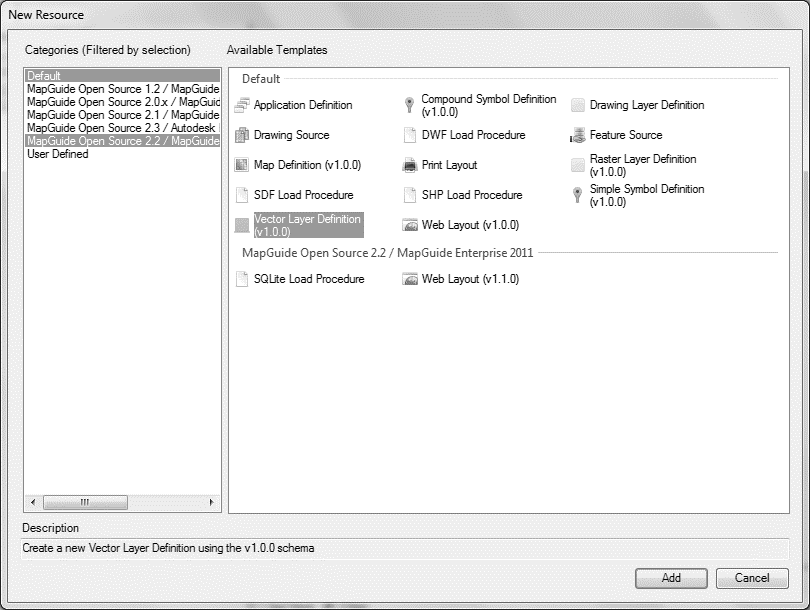 New Resource
Categories (Filtered by selection)
Available Templates
Default
MapGuide Open Source 1.2 / MapGuide
MapGuide Open Source 2.0.x / MapGuid
MapGuide Open Source 2.1 / MapGuide
MapGuide Open Source 2.3 / Autodesk
MapGuide Open Source 2.2 / MapGuide
User Defined
Default
Application Definition
Compound Symbol Definition
(v1.0.0)
Drawing Layer Definition
Drawing Source
DWF Load Procedure
Feature Source
Map Definition (v1.0.0)
Print Layout
Raster Layer Definition
(v1.0.0)
SDF Load Procedure
SHP Load Procedure
Simple Symbol Definition
(v1.0.0)
Vector Layer Definition
(v1.0.0)
Web Layout (v1.0.0)
MapGuide Open Source 2.2 / MapGuide Enterprise 2011
SQLite Load Procedure
Web Layout (v1.1.0)
Description
Create a new Vector Layer Definition using the v1.0.0 schema
Add
Cancel